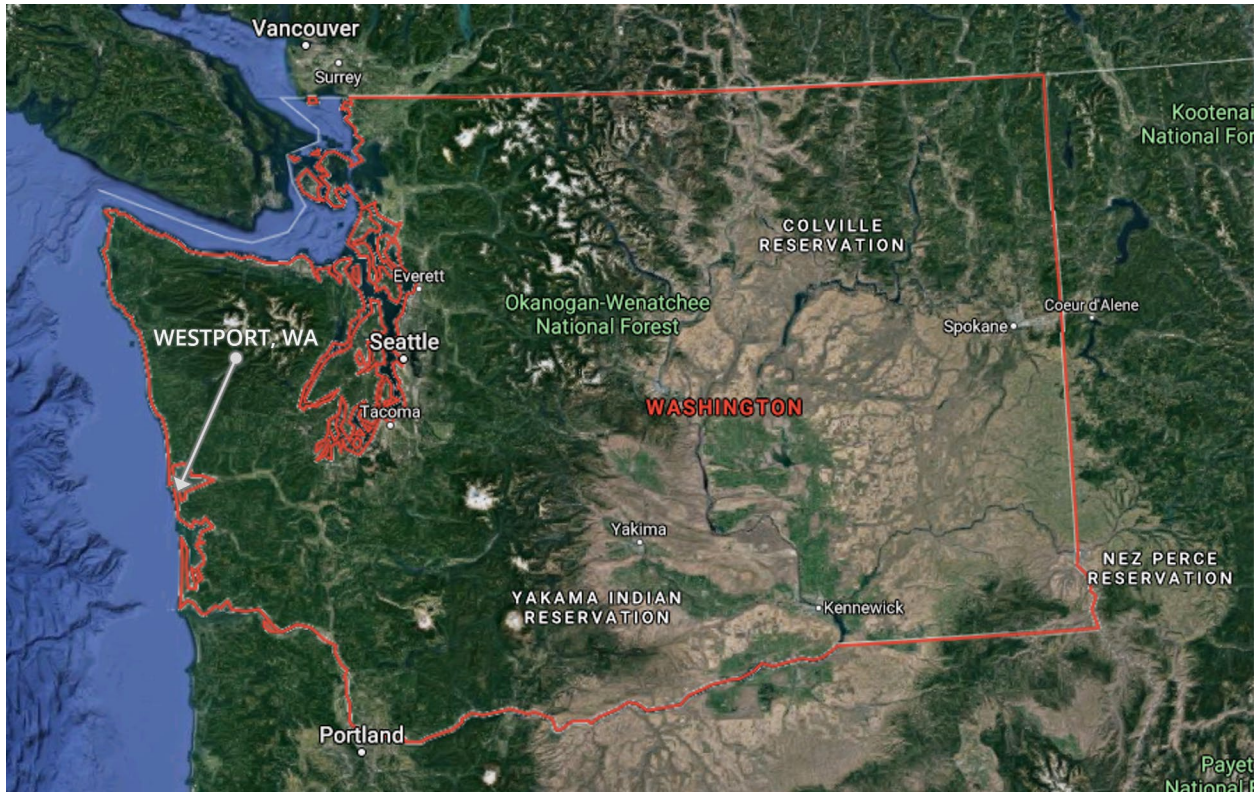 Vancouver
Surrey
Kootenai
National For
COLVILLE
RESERVATION
Everett
Okanogan-Wenatchee
National Forest
Coeur d'Alene
Spokane
WESTPORT, WA
Seattle
WASHINGTON
Tacoma
Yakima
NEZ PERCE
RESERVATION
YAKAMA INDIAN
RESERVATION
Kennewick
Portland
Payet
National F